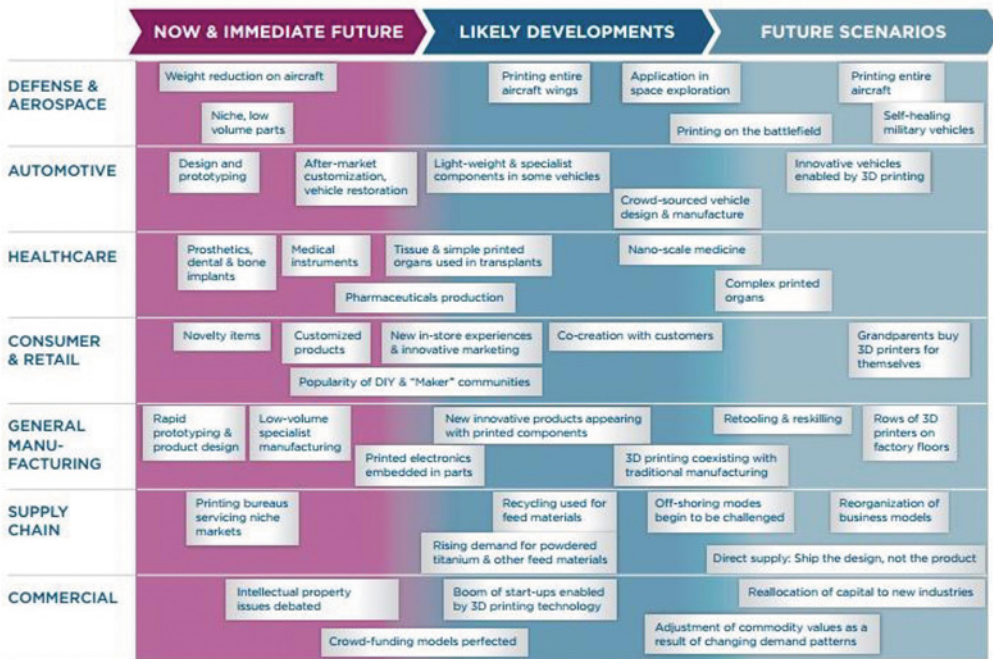 NOW & IMMEDIATE FUTURE
LIKELY DEVELOPMENTS
FUTURE SCENARIOS
DEFENSE &
AEROSPACE
Weight reduction on aircraft
Niche, low
volume parts
Printing entire
aircraft wings
Application in
space exploration
Printing on the battlefield
Printing entire
aircraft
Self-healing
military vehicles
AUTOMOTIVE
Design and
prototyping
After-market
customization,
vehicle restoration
Light-weight & specialist
components in some vehicles
Crowd-sourced vehicle
design & manufacture
Innovative vehicles
enabled by 3D printing
HEALTHCARE
Prosthetics,
dental & bone
implants
Medical
instruments
Tissue & simple printed
organs used in transplants
Pharmaceuticals production
Nano-scale medicine
Complex printed
organs
CONSUMER
& RETAIL
Novelty items
Customized
products
New in-store experiences
& innovative marketing
Popularity of DIY & "Maker" communities
Co-creation with customers
Grandparents buy
3D printers for
themselves
GENERAL
MANU-
FACTURING
Rapid
prototyping &
product design
Low-volume
specialist
manufacturing
Printed electronics
embedded in parts
New innovative products appearing
with printed components
3D printing coexisting with
traditional manufacturing
Retooling & reskilling
Rows of 3D
printers on
factory floors
SUPPLY
CHAIN
Printing bureaus
servicing niche
markets
Recycling used for
feed materials
Rising demand for powdered
titanium & other feed materials
Off-shoring modes
begin to be challenged
Reorganization of
business models
Direct supply: Ship the design, not the product
COMMERCIAL
Intellectual property
issues debated
Crowd-funding models perfected
Boom of start-ups enabled
by 3D printing technology
Reallocation of capital to new industries
Adjustment of commodity values as a
result of changing demand patterns